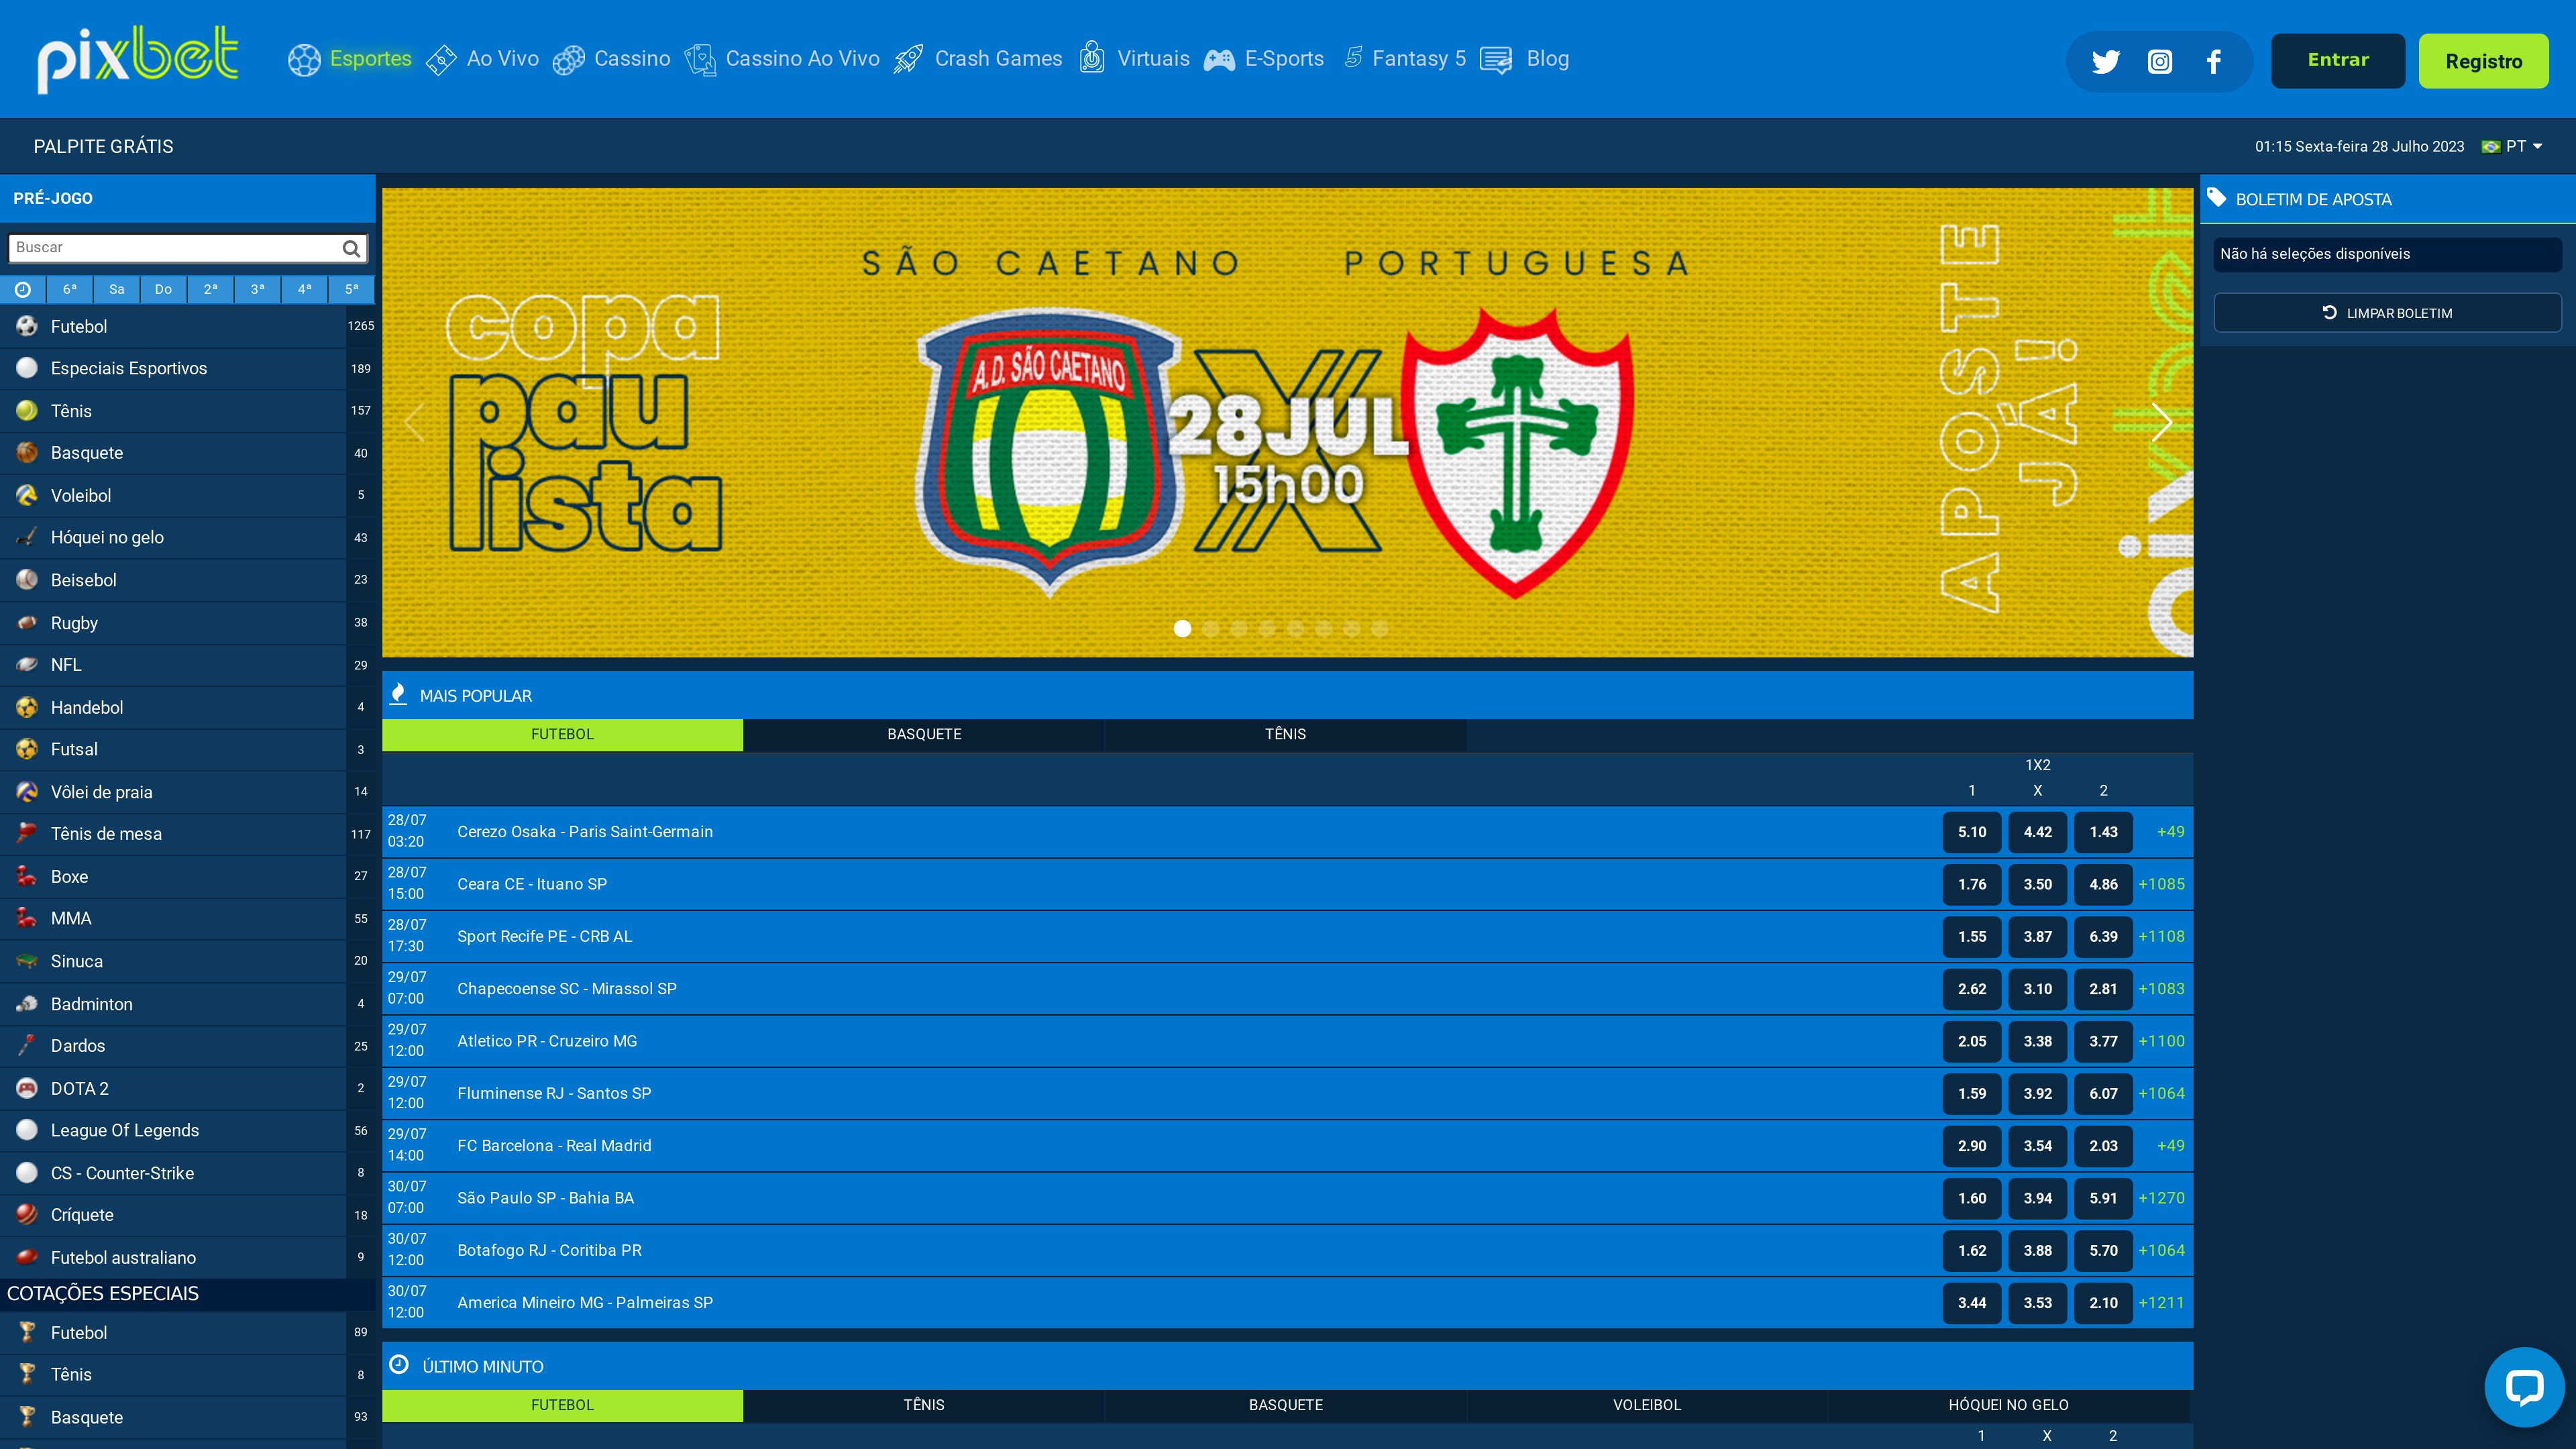 pixbet
Esportes Ao Vivo Cassino Cassino Ao Vivo Crash Games Virtuais E-Sports Fantasy 5 Blog
Entrar
Registro
PALPITE GRÁTIS
01:15 Sexta-feira 28 Julho 2023
PT
PRÉ-JOGO
Buscar
6ª Sa Do 2ª 3ª 4ª 5ª
Futebol 1265
Especiais Esportivos 189
Tênis 157
Basquete 40
Voleibol 5
Hóquei no gelo 43
Beisebol 23
Rugby 38
NFL 29
Handebol 4
Futsal 3
Vôlei de praia 14
Tênis de mesa 117
Boxe 27
MMA 55
Sinuca 20
Badminton 4
Dardos 25
DOTA 2 2
League Of Legends 56
CS - Counter-Strike 8
Críquete 18
Futebol australiano 9
COTAÇÕES ESPECIAIS
Futebol 89
Tênis 8
Basquete 93
SÃO CAETANO PORTUGUESA
copa
pau
lista
A.D. SÃO CAETANO
X
28JUL
15h00
APOSTE
JÁ!
MAIS POPULAR
FUTEBOL BASQUETE TÊNIS
1X2
1 X 2
28/07
03:20
Cerezo Osaka - Paris Saint-Germain 5.10 4.42 1.43 +49
28/07
15:00
Ceara CE - Ituano SP 1.76 3.50 4.86 +1085
28/07
17:30
Sport Recife PE - CRB AL 1.55 3.87 6.39 +1108
29/07
07:00
Chapecoense SC - Mirassol SP 2.62 3.10 2.81 +1083
29/07
12:00
Atletico PR - Cruzeiro MG 2.05 3.38 3.77 +1100
29/07
12:00
Fluminense RJ - Santos SP 1.59 3.92 6.07 +1064
29/07
14:00
FC Barcelona - Real Madrid 2.90 3.54 2.03 +49
30/07
07:00
São Paulo SP - Bahia BA 1.60 3.94 5.91 +1270
30/07
12:00
Botafogo RJ - Coritiba PR 1.62 3.88 5.70 +1064
30/07
12:00
America Mineiro MG - Palmeiras SP 3.44 3.53 2.10 +1211
ÚLTIMO MINUTO
FUTEBOL TÊNIS BASQUETE VOLEIBOL HÓQUEI NO GELO
1 X 2
BOLETIM DE APOSTA
Não há seleções disponíveis
LIMPAR BOLETIM